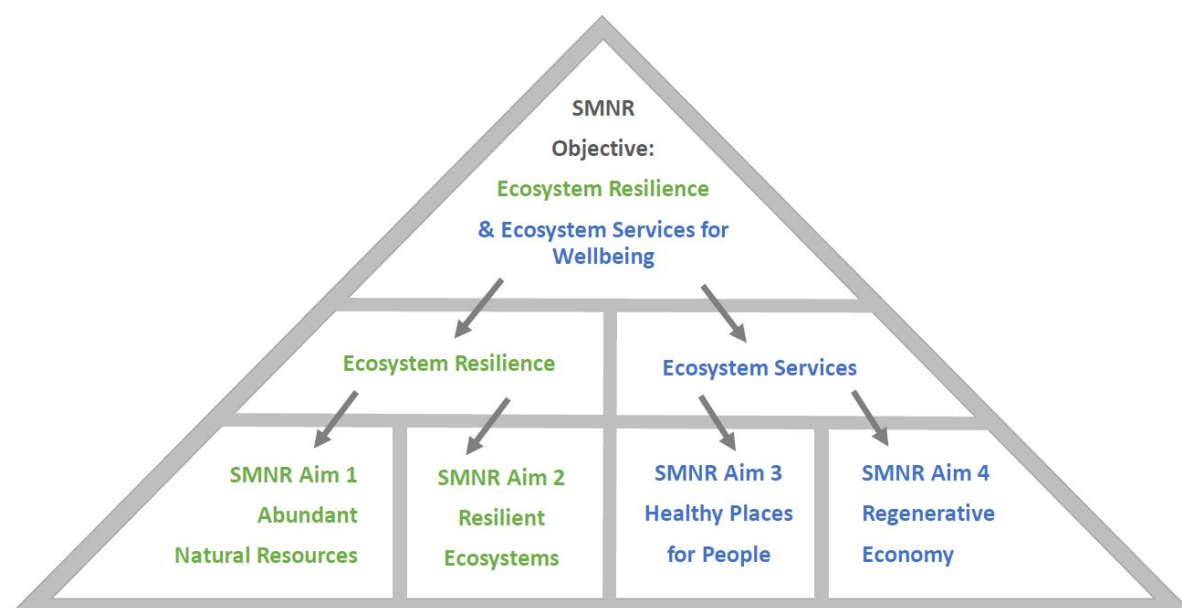 SMNR
Objective:
Ecosystem Resilience
& Ecosystem Services for
Wellbeing
Ecosystem Resilience
Ecosystem Services
SMNR Aim 1
Abundant
Natural Resources
SMNR Aim 2
Resilient
Ecosystems
SMNR Aim 3
Healthy Places
for People
SMNR Aim 4
Regenerative
Economy